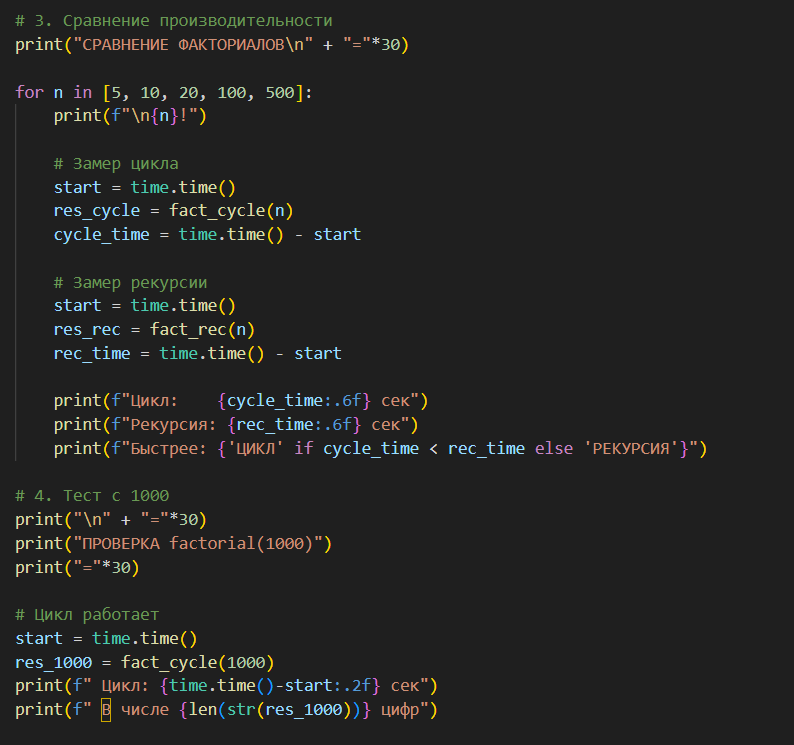 # 3. Сравнение производительности
print("СРАВНЕНИЕ ФАКТОРИАЛОВ\n" + "="*30)
for n in [5, 10, 20, 100, 500]:
    print(f"\n{n}!")
    # Замер цикла
    start = time.time()
    res_cycle = fact_cycle(n)
    cycle_time = time.time() - start
    # Замер рекурсии
    start = time.time()
    res_rec = fact_rec(n)
    rec_time = time.time() - start
    print(f"Цикл:    {cycle_time:.6f} сек")
    print(f"Рекурсия: {rec_time:.6f} сек")
    print(f"Быстрее: {'ЦИКЛ' if cycle_time < rec_time else 'РЕКУРСИЯ'}")
# 4. Тест с 1000
print("\n" + "="*30)
print("ПРОВЕРКА factorial(1000)")
print("="*30)
# Цикл работает
start = time.time()
res_1000 = fact_cycle(1000)
print(f" Цикл: {time.time()-start:.2f} сек")
print(f" В числе {len(str(res_1000))} цифр")